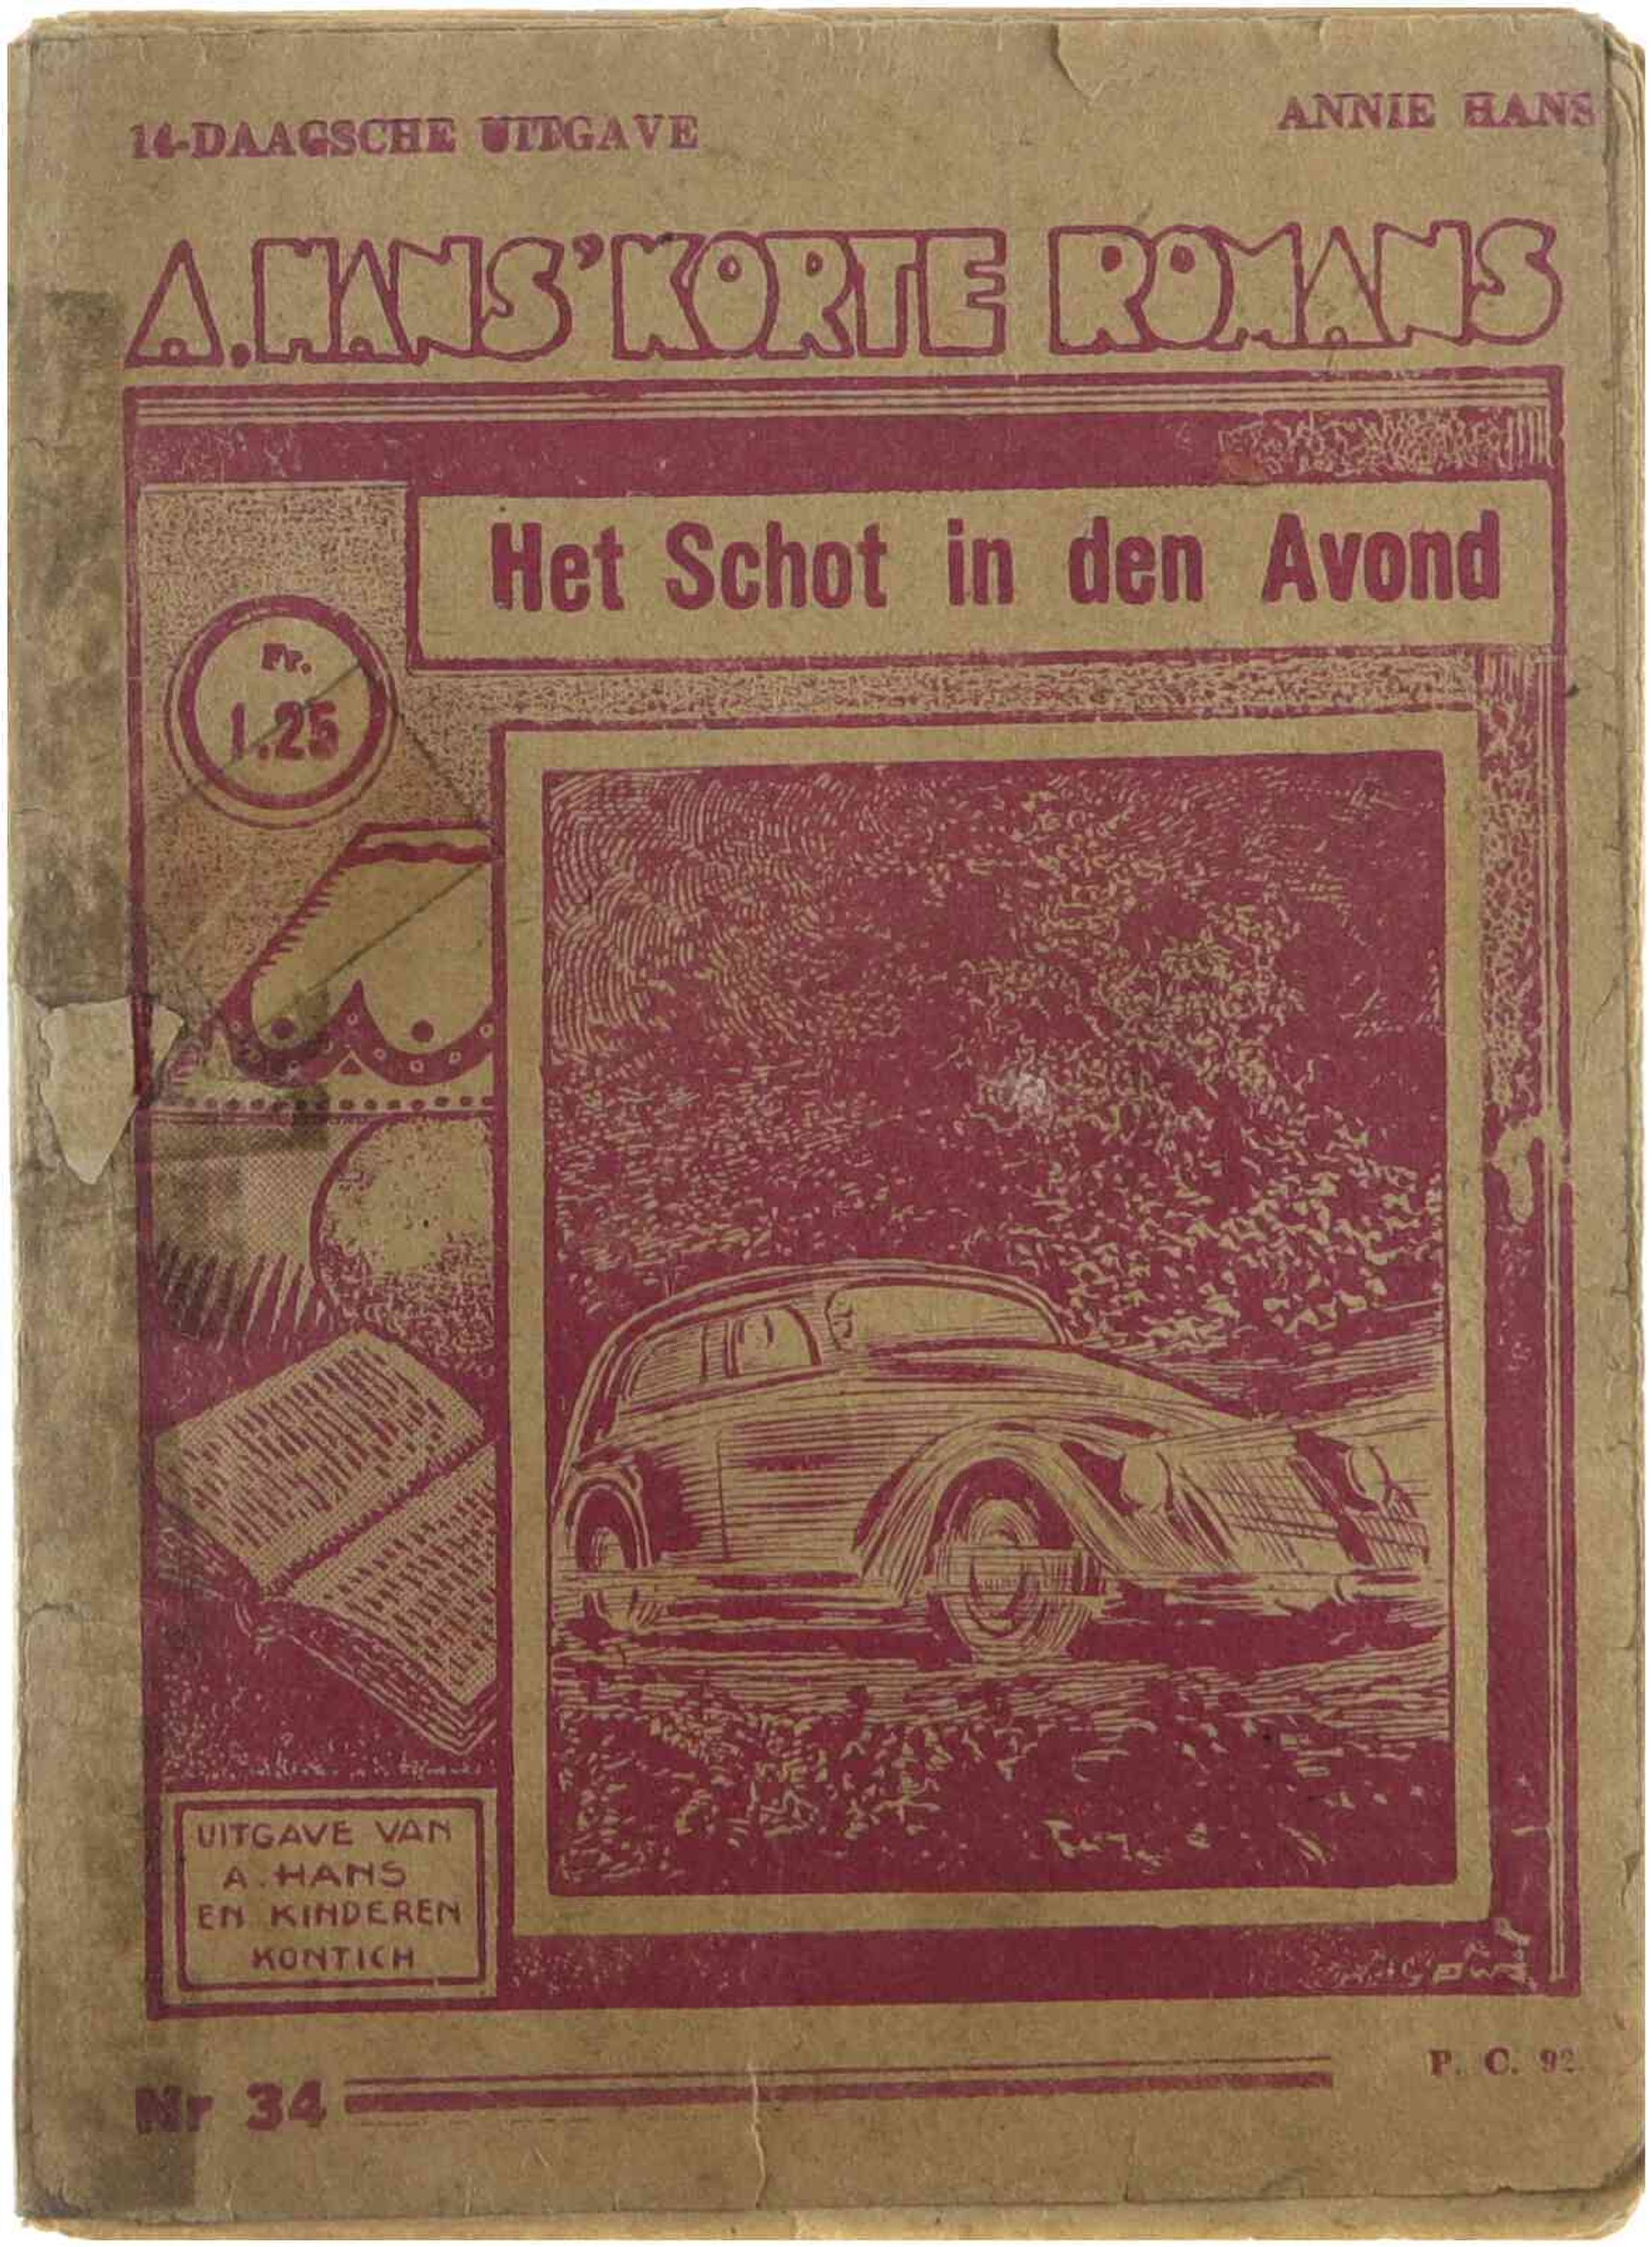 14-DAAGSCHE UITGAVE
ANNIE HANS
A. HANS' KORTE ROMANS
Het Schot in den Avond
Fr.
1.25
UITGAVE VAN
A. HANS
EN KINDEREN
KONTICH
Nr 34
P. C. 92